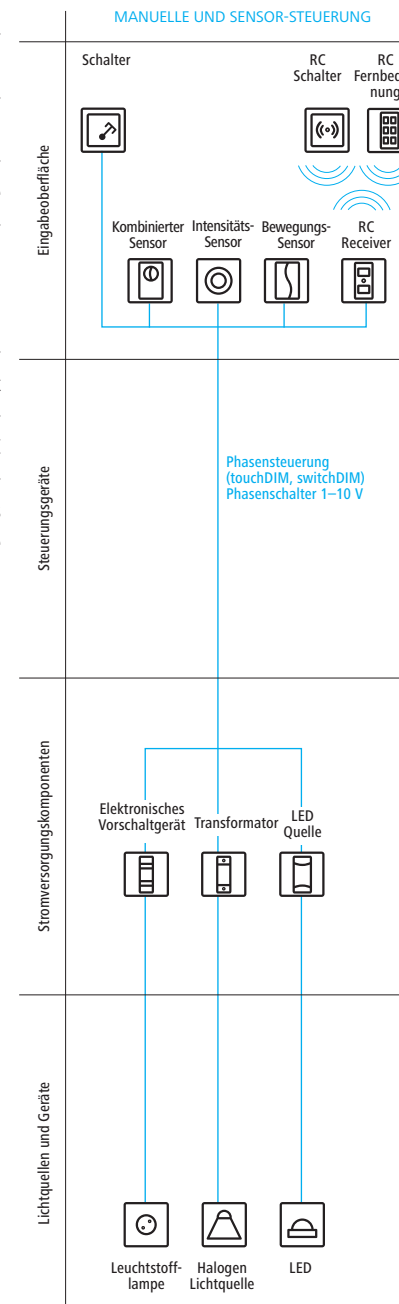 MANUELLE UND SENSOR-STEUERUNG
Eingabeoberfläche
Schalter
RC
Schalter
RC
Fernbed
nung
Kombinierter
Sensor
Intensitäts-
Sensor
Bewegungs-
Sensor
RC
Receiver
Steuerungsgeräte
Phasensteuerung
(touchDIM, switchDIM)
Phasenschalter 1–10 V
Stromversorgungskomponenten
Elektronisches
Vorschaltgerät
Transformator
LED
Quelle
Lichtquellen und Geräte
Leuchtstoff-
lampe
Halogen
Lichtquelle
LED